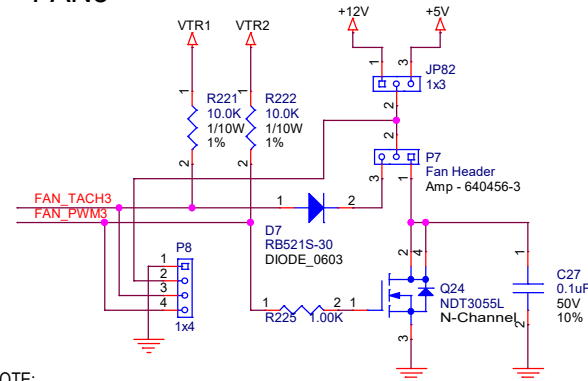 VTR1
VTR2
+12V
+5V
1
3
JP82
1x3
2
1
1
R221
10.0K
1/10W
1%
R222
10.0K
1/10W
1%
2
2
2
P7
Fan Header
Amp - 640456-3
3
1
FAN_TACH3
FAN_PWM3
1
2
D7
RB521S-30
DIODE_0603
P8
1
2
3
4
1x4
2
4
1
2
1
R225
1.00K
Q24
NDT3055L
N-Channel
3
1
C27
0.1uF
50V
10%
2